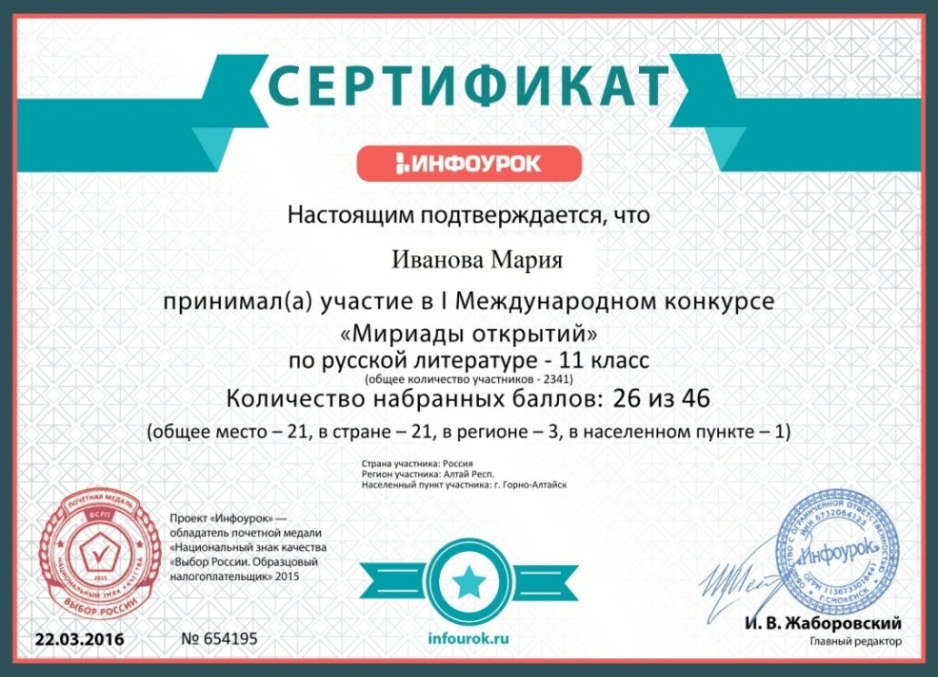 СЕРТИФИКАТ
ИНФОУРОК
Настоящим подтверждается, что
Иванова Мария
принимал(а) участие в I Международном конкурсе
«Мириады открытий»
по русской литературе - 11 класс
(общее количество участников - 2341)
Количество набранных баллов: 26 из 46
(общее место – 21, в стране – 21, в регионе – 3, в населенном пункте – 1)
Страна участника: Россия
Регион участника: Алтай Респ.
Населенный пункт участника: г. Горно-Алтайск
ПОЧЕТНАЯ МЕДАЛЬ
ФСРП
НАЦИОНАЛЬНЫЙ ЗНАК КАЧЕСТВА
2015
ВЫБОР РОССИИ
Проект «Инфоурок» —
обладатель почетной медали
«Национальный знак качества
«Выбор России. Образцовый
налогоплательщик» 2015
22.03.2016
№ 654195
infourok.ru
ОБЩЕСТВО С ОГРАНИЧЕННОЙ ОТВЕТСТВЕННОСТЬЮ
«Инфоурок»
Г.СМОЛЕНСК
И. В. Жаборовский
Главный редактор